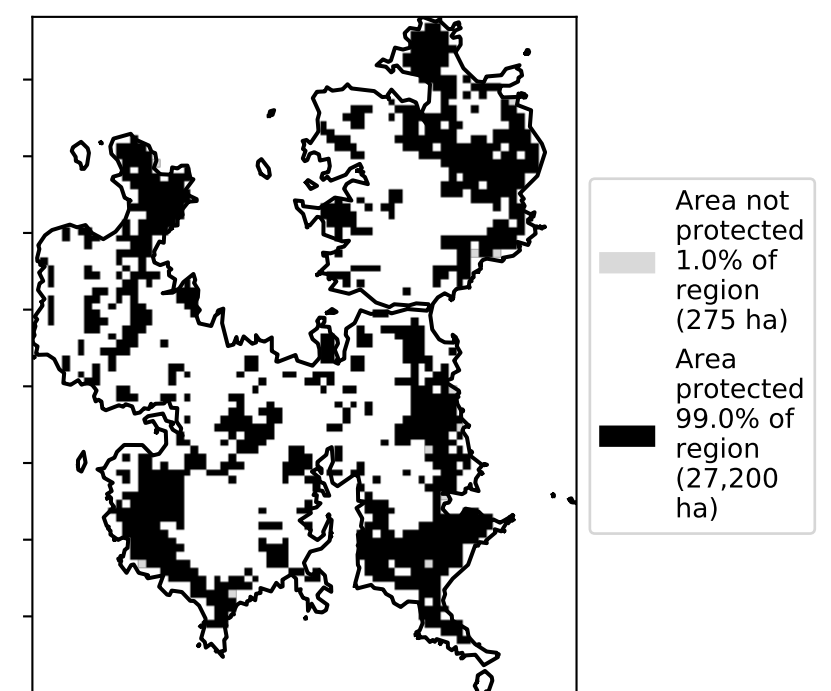 Area not
protected
1.0% of
region
(275 ha)
Area
protected
99.0% of
region
(27,200
ha)